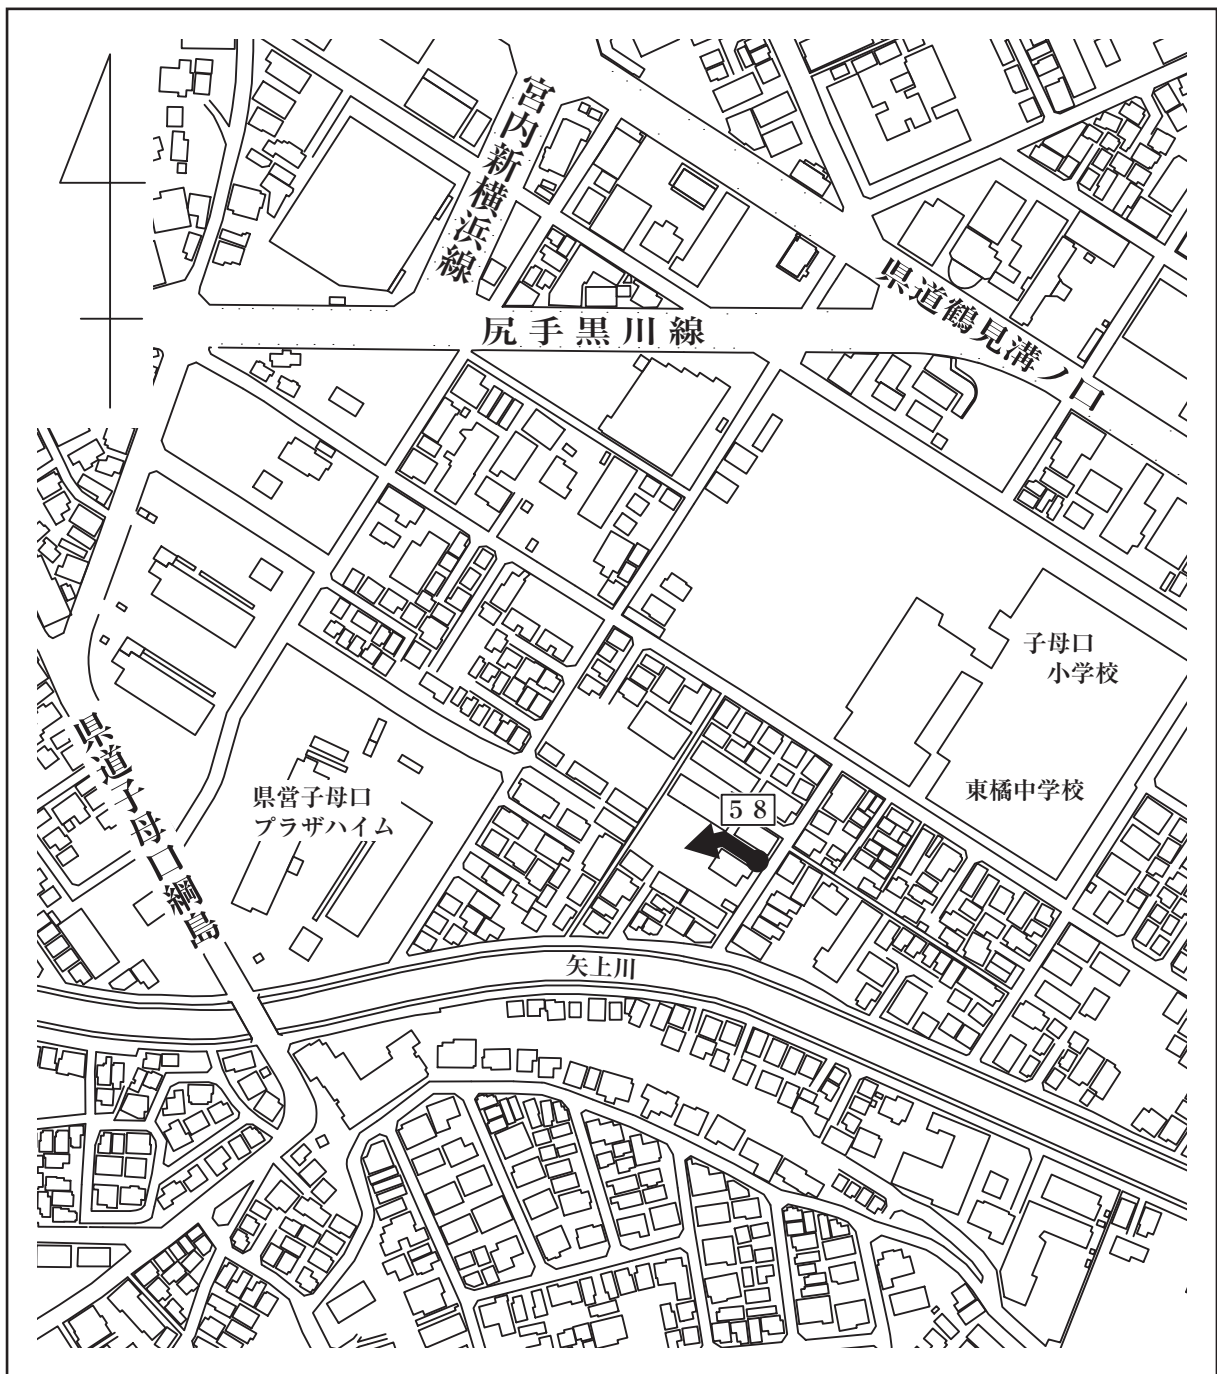 宮内新横浜線
県道鶴見溝ノ口
尻手黒川線
子母口
小学校
県道子母口綱島
県営子母口
プラザハイム
東橘中学校
５８
矢上川